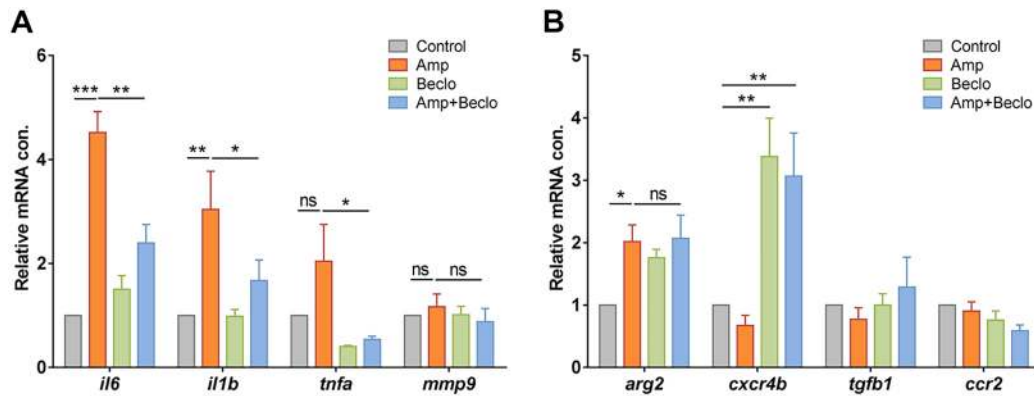 A
Relative mRNA con.
6
4
2
0
Control
Amp
Beclo
Amp+Beclo
*** **
** *
ns *
ns ns
il6 il1b tnfa mmp9
B
Relative mRNA con.
5
4
3
2
1
0
Control
Amp
Beclo
Amp+Beclo
**
**
* ns
arg2 cxcr4b tgfb1 ccr2